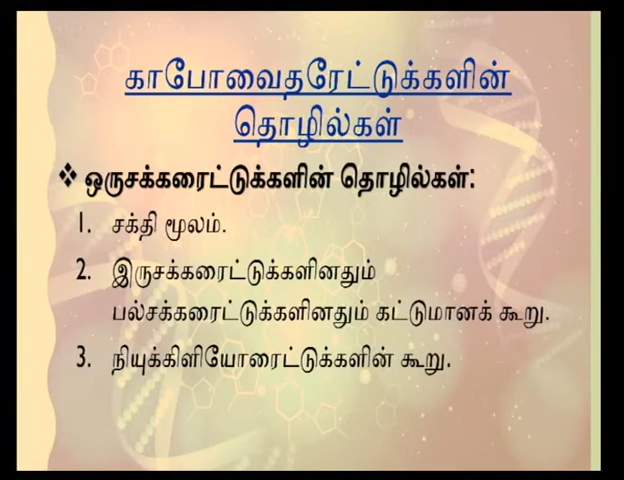 காபோவைதரேட்டுக்களின்
தொழில்கள்
❖ ஒருசக்கரைட்டுக்களின் தொழில்கள்:
1. சக்தி மூலம்.
2. இருசக்கரைட்டுக்களினதும்
பல்சக்கரைட்டுக்களினதும் கட்டுமானக் கூறு.
3. நியுக்கிளியோரைட்டுக்களின் கூறு.